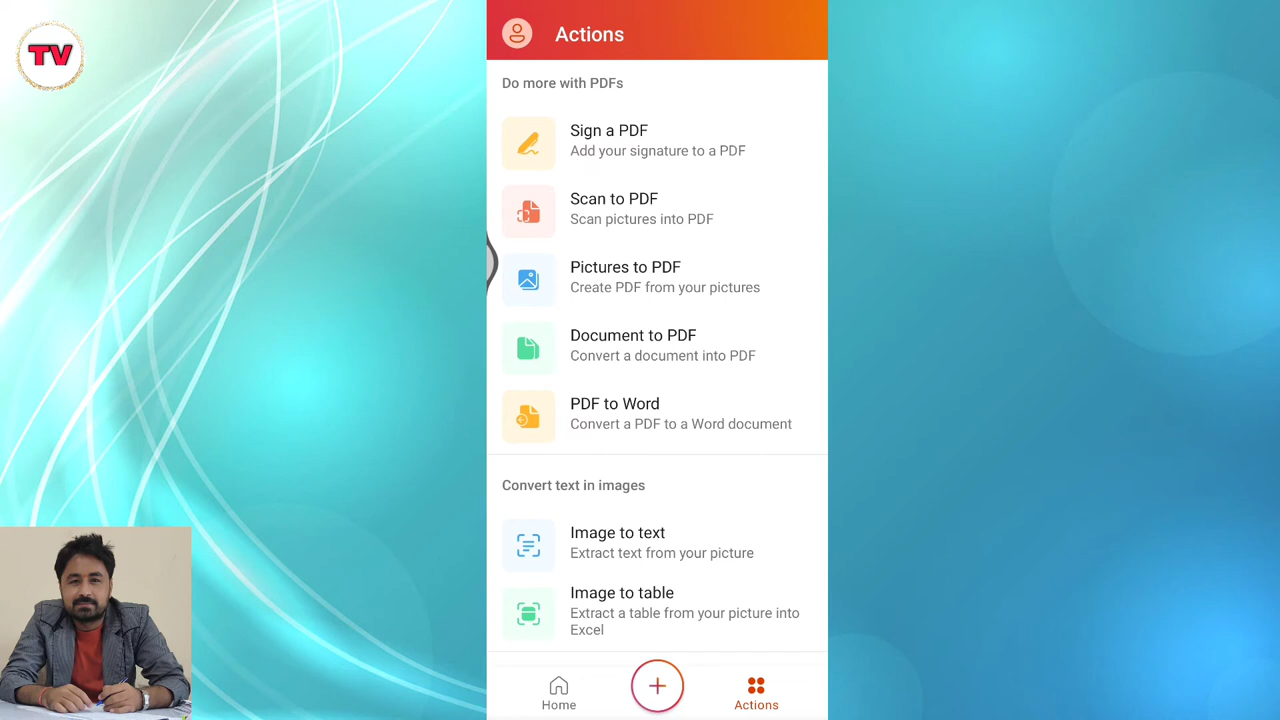 TV
Actions
Do more with PDFs
Sign a PDF
Add your signature to a PDF
Scan to PDF
Scan pictures into PDF
Pictures to PDF
Create PDF from your pictures
Document to PDF
Convert a document into PDF
PDF to Word
Convert a PDF to a Word document
Convert text in images
Image to text
Extract text from your picture
Image to table
Extract a table from your picture into
Excel
Home
Actions